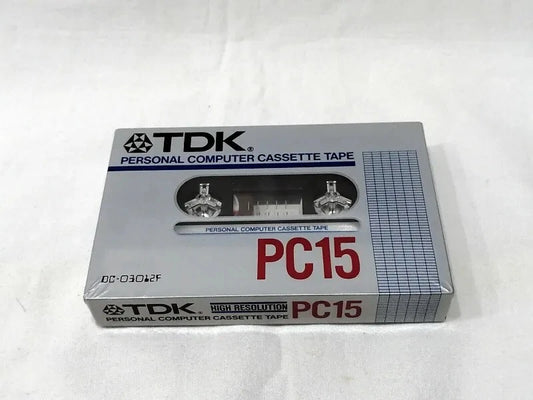 TDK®
PERSONAL COMPUTER CASSETTE TAPE
PERSONAL COMPUTER CASSETTE TAPE
PC15
DC-03012F
TDK® HIGH RESOLUTION PC15
PERSONAL COMPUTER CASSETTE TAPE